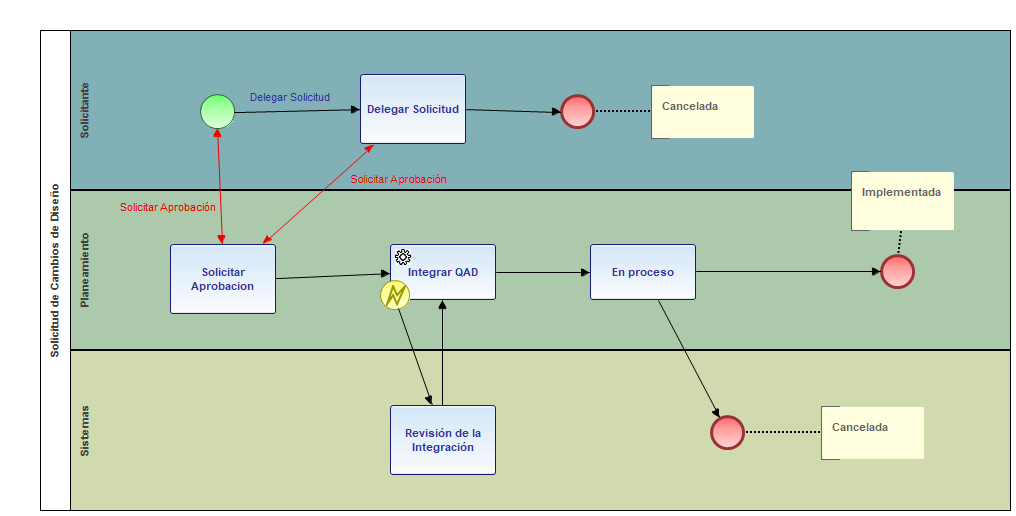 Solicitud de Cambios de Diseño
Solicitante
Delegar Solicitud
Delegar Solicitud
Cancelada
Solicitar Aprobación
Solicitar Aprobación
Planeamiento
Implementada
Solicitar
Aprobacion
Integrar QAD
En proceso
Sistemas
Revisión de la
Integración
Cancelada